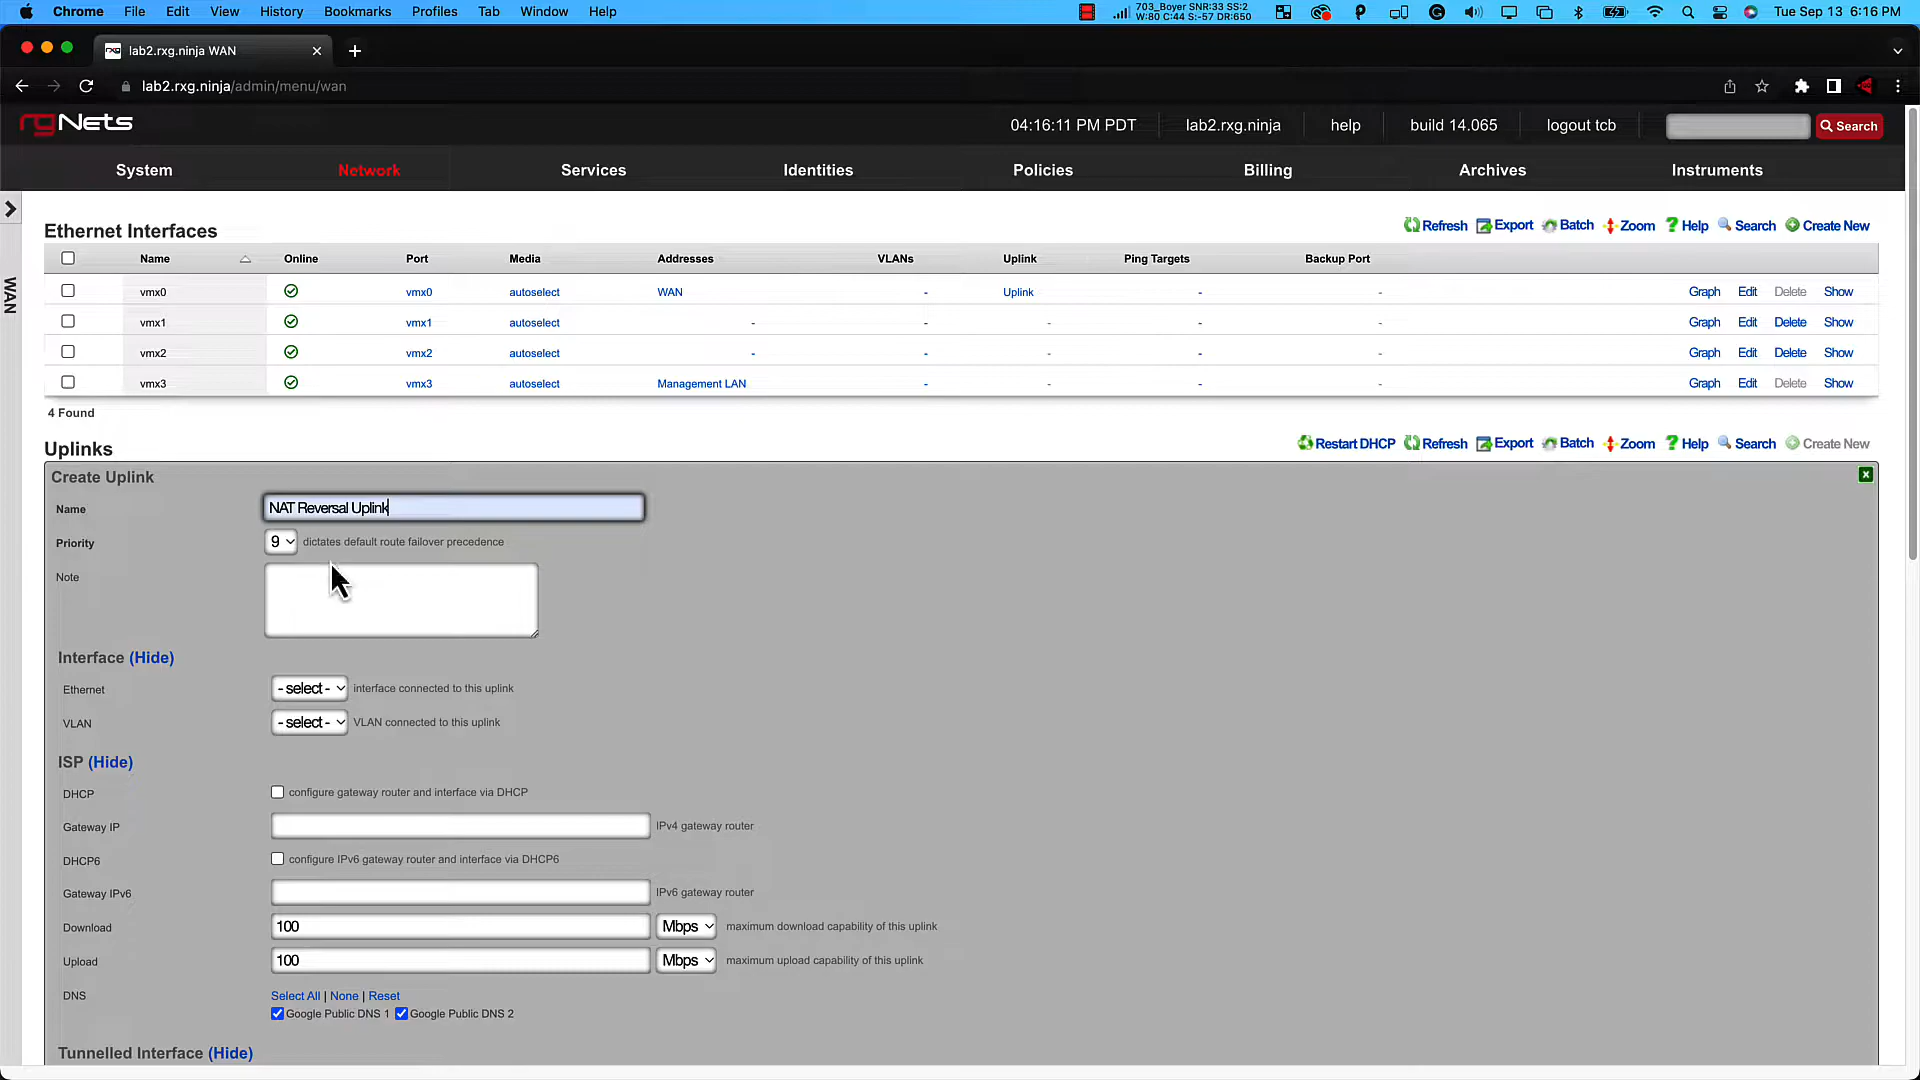 Chrome File Edit View History Bookmarks Profiles Tab Window Help 703_Boyer SNR:33 SS:2 Tue Sep 13 6:16 PM
W:80 C:44 S:-57 DR:650
lab2.rxg.ninja WAN
lab2.rxg.ninja/admin/menu/wan
rgNets 04:16:11 PM PDT lab2.rxg.ninja help build 14.065 logout tcb Search
System Network Services Identities Policies Billing Archives Instruments
WAN
Ethernet Interfaces Refresh Export Batch Zoom Help Search Create New
Name Online Port Media Addresses VLANs Uplink Ping Targets Backup Port
vmx0 vmx0 autoselect WAN - Uplink - - Graph Edit Delete Show
vmx1 vmx1 autoselect - - - - - Graph Edit Delete Show
vmx2 vmx2 autoselect - - - - - Graph Edit Delete Show
vmx3 vmx3 autoselect Management LAN - - - - Graph Edit Delete Show
4 Found
Uplinks Restart DHCP Refresh Export Batch Zoom Help Search Create New
Create Uplink
Name NAT Reversal Uplink
Priority 9 dictates default route failover precedence
Note
Interface (Hide)
Ethernet - select - interface connected to this uplink
VLAN - select - VLAN connected to this uplink
ISP (Hide)
DHCP configure gateway router and interface via DHCP
Gateway IP IPv4 gateway router
DHCP6 configure IPv6 gateway router and interface via DHCP6
Gateway IPv6 IPv6 gateway router
Download 100 Mbps maximum download capability of this uplink
Upload 100 Mbps maximum upload capability of this uplink
DNS Select All | None | Reset
Google Public DNS 1 Google Public DNS 2
Tunnelled Interface (Hide)